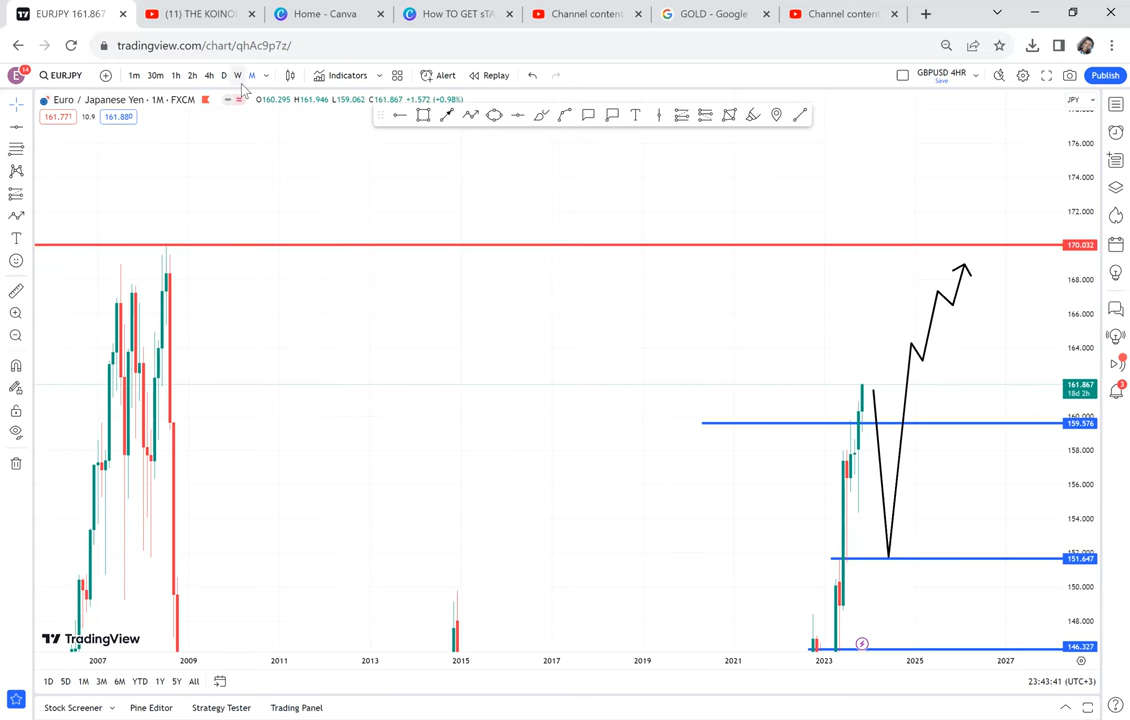 EURJPY 161.867
(11) THE KOINO
Home - Canva
How TO GET sTA
Channel conten
GOLD - Google
Channel conten
tradingview.com/chart/qhAc9p7z/
E 14
EURJPY
1m 30m 1h 2h 4h D W M
Indicators
Alert
Replay
GBPUSD 4HR
Save
Publish
Euro / Japanese Yen · 1M · FXCM
O160.295 H161.946 L159.062 C161.867 +1.572 (+0.98%)
JPY
161.771 10.9 161.880
176.000
174.000
172.000
170.032
168.000
166.000
164.000
161.867
18d 2h
160.000
159.576
158.000
156.000
154.000
152.000
151.647
150.000
148.000
146.327
3
TradingView
2007 2009 2011 2013 2015 2017 2019 2021 2023 2025 2027
1D 5D 1M 3M 6M YTD 1Y 5Y All
23:43:41 (UTC+3)
Stock Screener
Pine Editor
Strategy Tester
Trading Panel